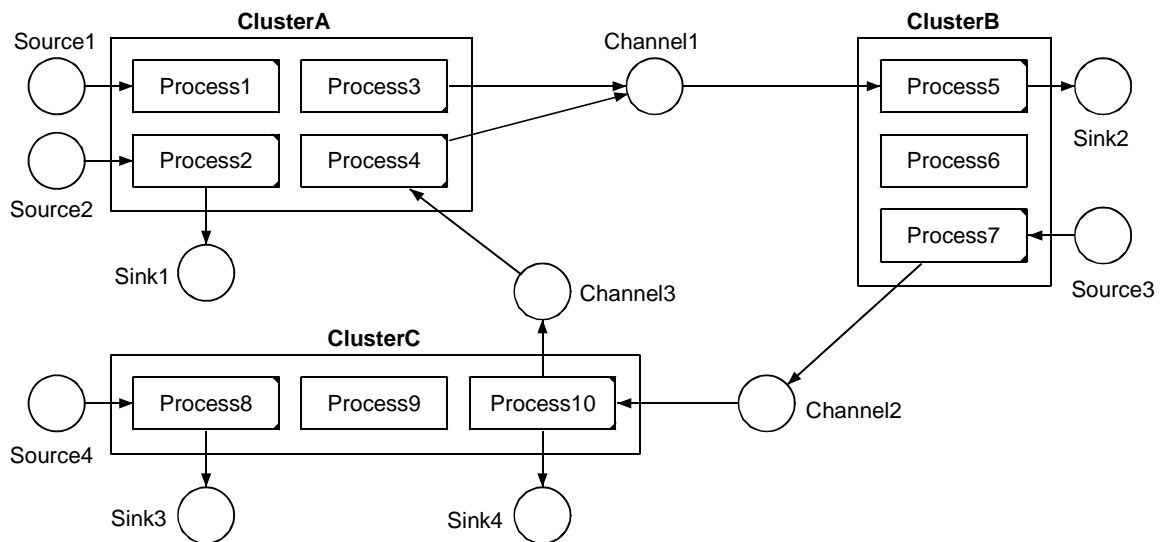 ClusterA
ClusterB
Source1
Channel1
Process1
Process3
Process5
Sink2
Process2
Process4
Process6
Source2
Process7
Sink1
Channel3
Source3
ClusterC
Process8
Process9
Process10
Channel2
Source4
Sink3
Sink4